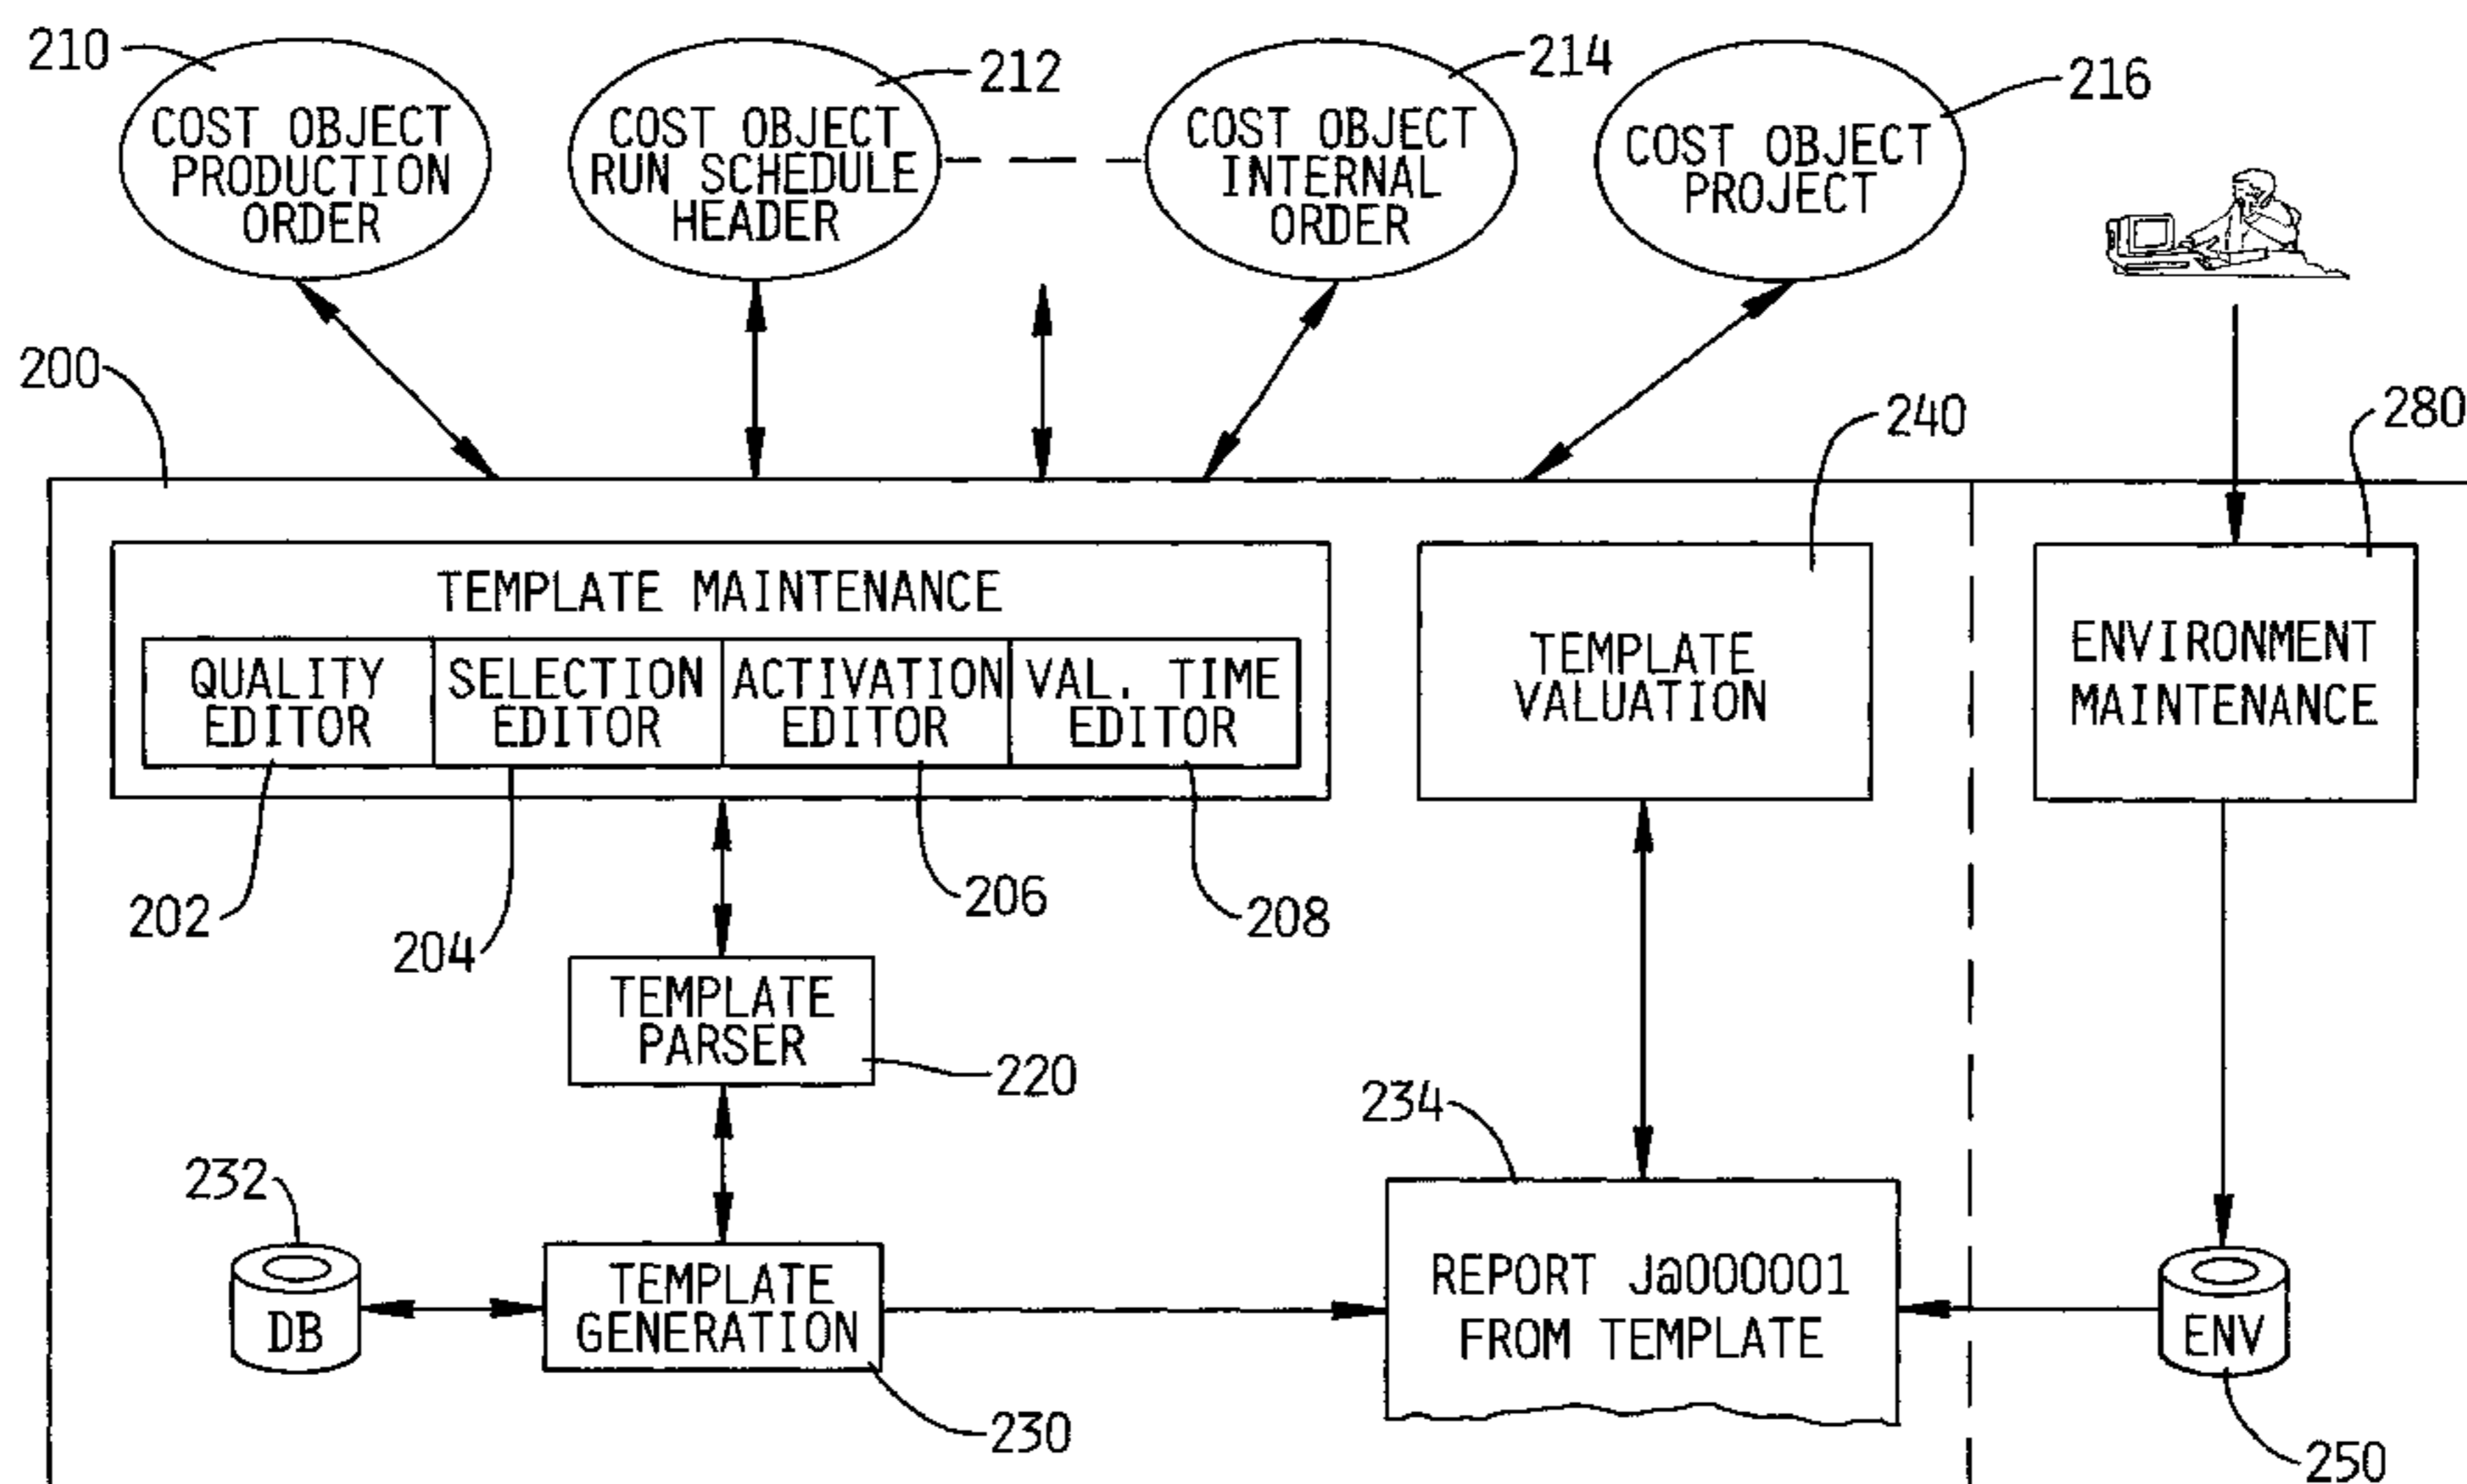 210
COST OBJECT
PRODUCTION
ORDER
212
COST OBJECT
RUN SCHEDULE
HEADER
214
COST OBJECT
INTERNAL
ORDER
216
COST OBJECT
PROJECT
200
240
280
TEMPLATE MAINTENANCE
QUALITY
EDITOR
SELECTION
EDITOR
ACTIVATION
EDITOR
VAL. TIME
EDITOR
TEMPLATE
VALUATION
ENVIRONMENT
MAINTENANCE
202
204
206
208
TEMPLATE
PARSER
220
234
232
DB
TEMPLATE
GENERATION
230
REPORT Ja000001
FROM TEMPLATE
ENV
250